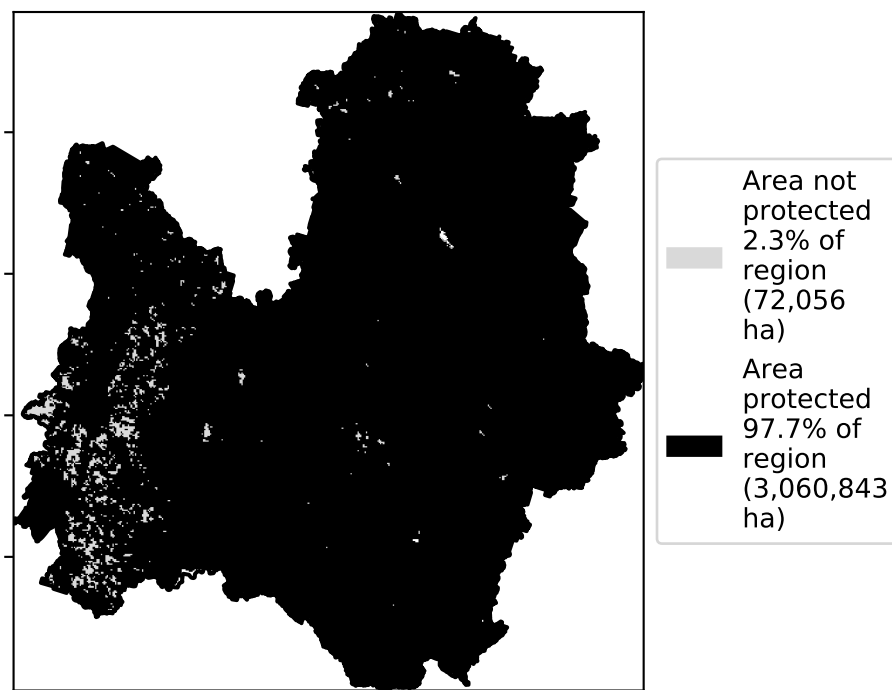 Area not
protected
2.3% of
region
(72,056
ha)
Area
protected
97.7% of
region
(3,060,843
ha)